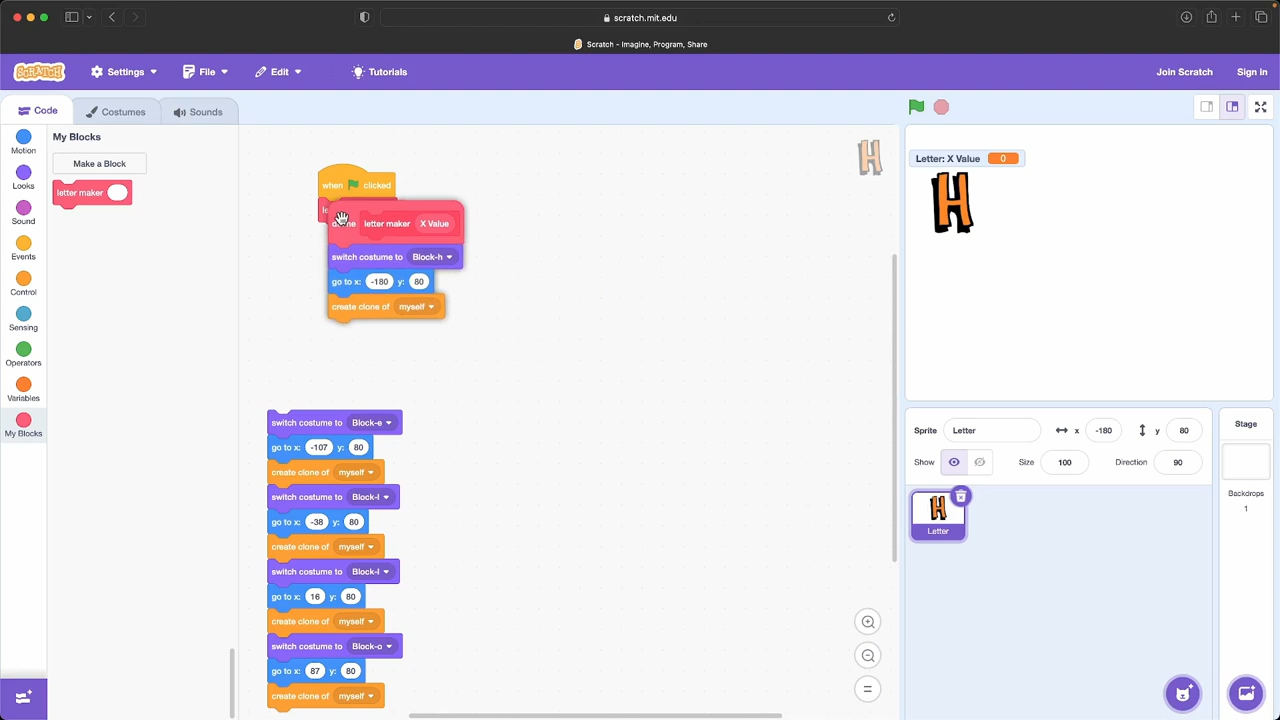 scratch.mit.edu
Scratch - Imagine, Program, Share
SCRATCH
Settings
File
Edit
Tutorials
Join Scratch
Sign in
Code
Costumes
Sounds
Motion
Looks
Sound
Events
Control
Sensing
Operators
Variables
My Blocks
My Blocks
Make a Block
letter maker
when clicked
letter maker X Value
switch costume to Block-h
go to x: -180 y: 80
create clone of myself
switch costume to Block-e
go to x: -107 y: 80
create clone of myself
switch costume to Block-l
go to x: -38 y: 80
create clone of myself
switch costume to Block-l
go to x: 16 y: 80
create clone of myself
switch costume to Block-o
go to x: 87 y: 80
create clone of myself
H
Letter: X Value 0
H
Sprite Letter x -180 y 80
Show Size 100 Direction 90
H
Letter
Stage
Backdrops
1